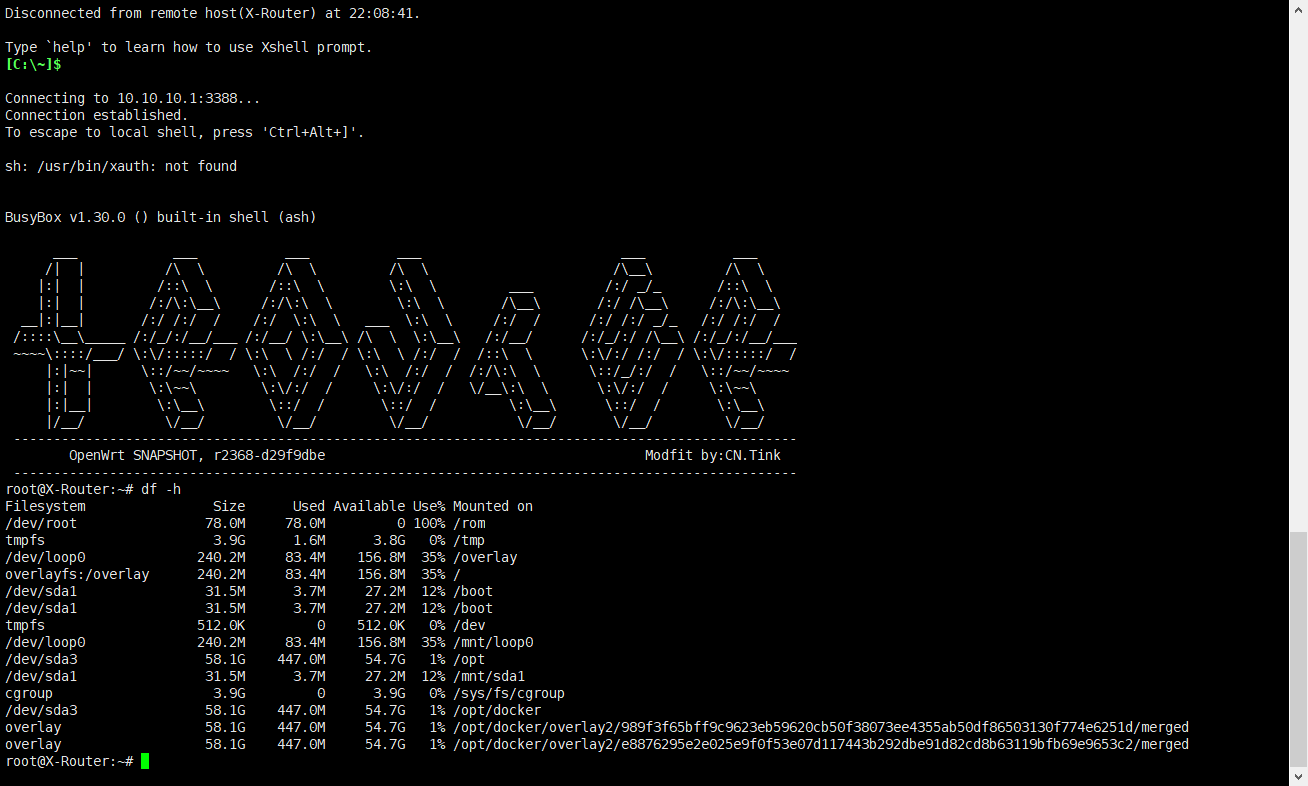 Disconnected from remote host(X-Router) at 22:08:41.
Type `help' to learn how to use Xshell prompt.
[C:\~]$
Connecting to 10.10.10.1:3388...
Connection established.
To escape to local shell, press 'Ctrl+Alt+]'.
sh: /usr/bin/xauth: not found
BusyBox v1.30.0 () built-in shell (ash)
OpenWrt SNAPSHOT, r2368-d29f9dbe Modfit by:CN.Tink
root@X-Router:~# df -h
Filesystem Size Used Available Use% Mounted on
/dev/root 78.0M 78.0M 0 100% /rom
tmpfs 3.9G 1.6M 3.8G 0% /tmp
/dev/loop0 240.2M 83.4M 156.8M 35% /overlay
overlayfs:/overlay 240.2M 83.4M 156.8M 35% /
/dev/sda1 31.5M 3.7M 27.2M 12% /boot
/dev/sda1 31.5M 3.7M 27.2M 12% /boot
tmpfs 512.0K 0 512.0K 0% /dev
/dev/loop0 240.2M 83.4M 156.8M 35% /mnt/loop0
/dev/sda3 58.1G 447.0M 54.7G 1% /opt
/dev/sda1 31.5M 3.7M 27.2M 12% /mnt/sda1
cgroup 3.9G 0 3.9G 0% /sys/fs/cgroup
/dev/sda3 58.1G 447.0M 54.7G 1% /opt/docker
overlay 58.1G 447.0M 54.7G 1% /opt/docker/overlay2/989f3f65bff9c9623eb59620cb50f38073ee4355ab50df86503130f774e6251d/merged
overlay 58.1G 447.0M 54.7G 1% /opt/docker/overlay2/e8876295e2e025e9f0f53e07d117443b292dbe91d82cd8b63119bfb69e9653c2/merged
root@X-Router:~#